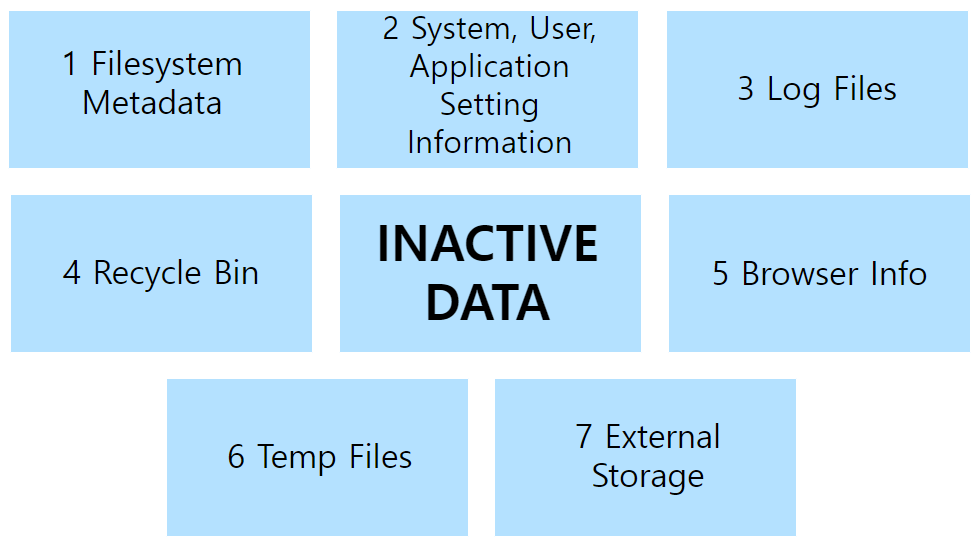 1 Filesystem
Metadata
2 System, User,
Application
Setting
Information
3 Log Files
4 Recycle Bin
INACTIVE
DATA
5 Browser Info
6 Temp Files
7 External
Storage